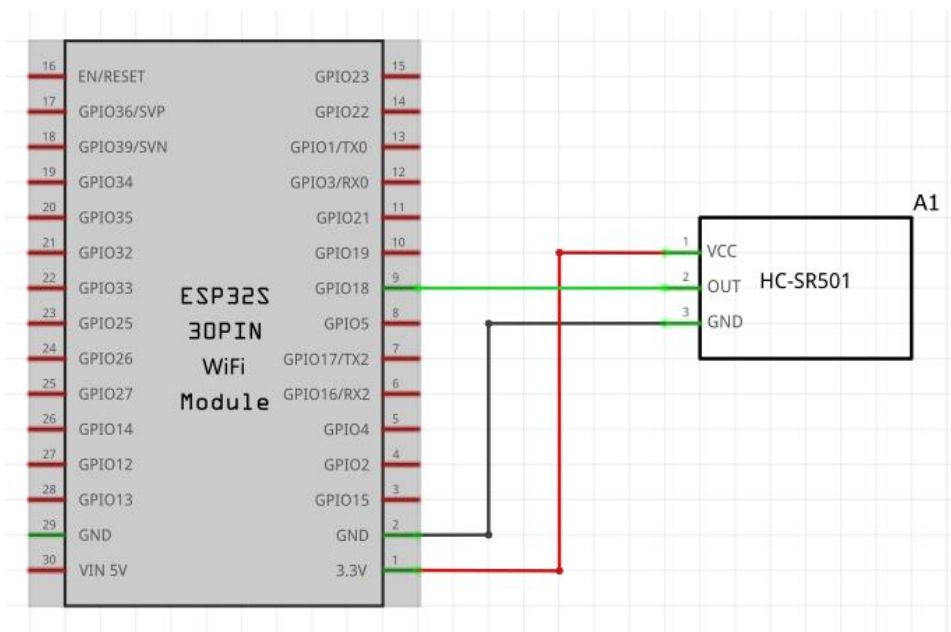 16 EN/RESET GPIO23 15
17 GPIO36/SVP GPIO22 14
18 GPIO39/SVN GPIO1/TX0 13
19 GPIO34 GPIO3/RX0 12
20 GPIO35 GPIO21 11
21 GPIO32 GPIO19 10
22 GPIO33 GPIO18 9
23 GPIO25 GPIO5 8
24 GPIO26 GPIO17/TX2 7
25 GPIO27 GPIO16/RX2 6
26 GPIO14 GPIO4 5
27 GPIO12 GPIO2 4
28 GPIO13 GPIO15 3
29 GND GND 2
30 VIN 5V 3.3V 1
ESP32S
30PIN
WiFi
Module
A1
1 VCC
2 OUT
3 GND
HC-SR501